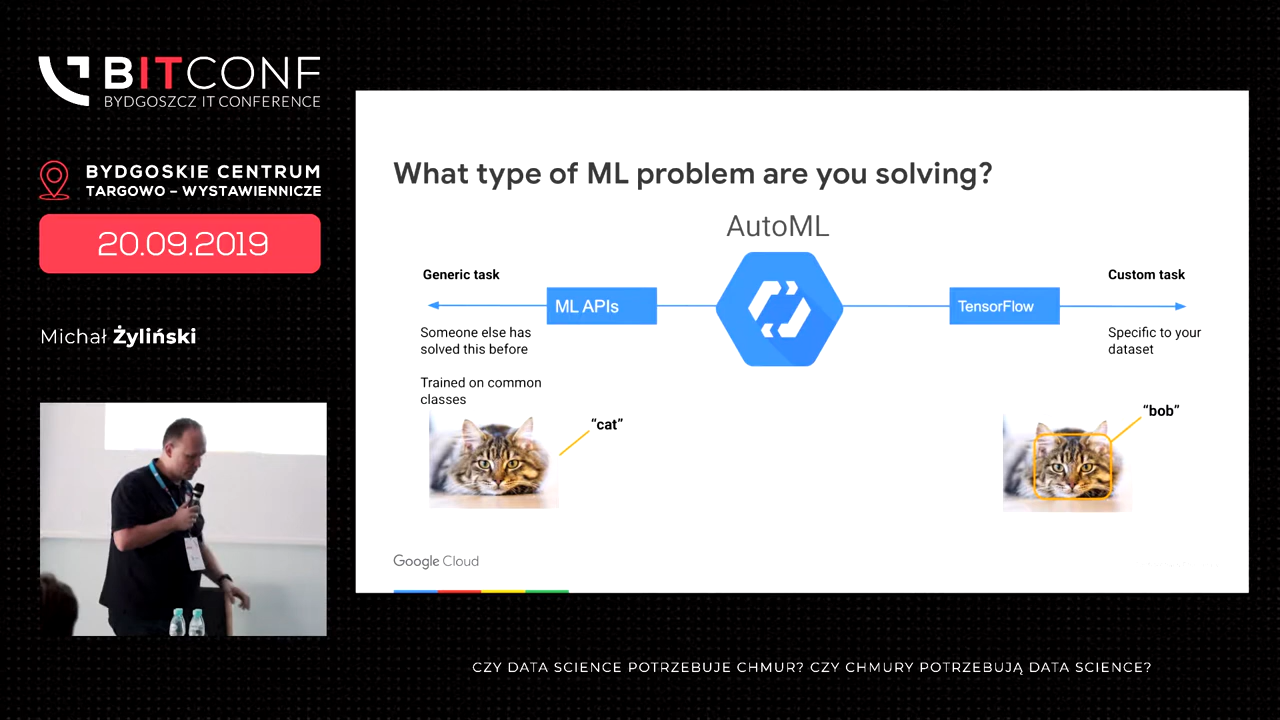 BITCONF
BYDGOSZCZ IT CONFERENCE
BYDGOSKIE CENTRUM
TARGOWO – WYSTAWIENNICZE
20.09.2019
Michał Żyliński
What type of ML problem are you solving?
AutoML
Generic task
Custom task
ML APIs
TensorFlow
Someone else has
solved this before
Specific to your
dataset
Trained on common
classes
“cat”
“bob”
Google Cloud
CZY DATA SCIENCE POTRZEBUJE CHMUR? CZY CHMURY POTRZEBUJĄ DATA SCIENCE?